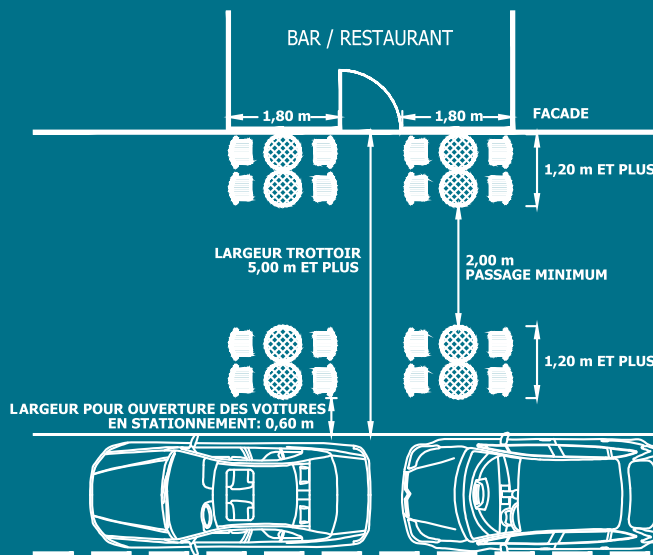 BAR / RESTAURANT
1,80 m
1,80 m
FACADE
1,20 m ET PLUS
LARGEUR TROTTOIR
5,00 m ET PLUS
2,00 m
PASSAGE MINIMUM
1,20 m ET PLUS
LARGEUR POUR OUVERTURE DES VOITURES
EN STATIONNEMENT: 0,60 m